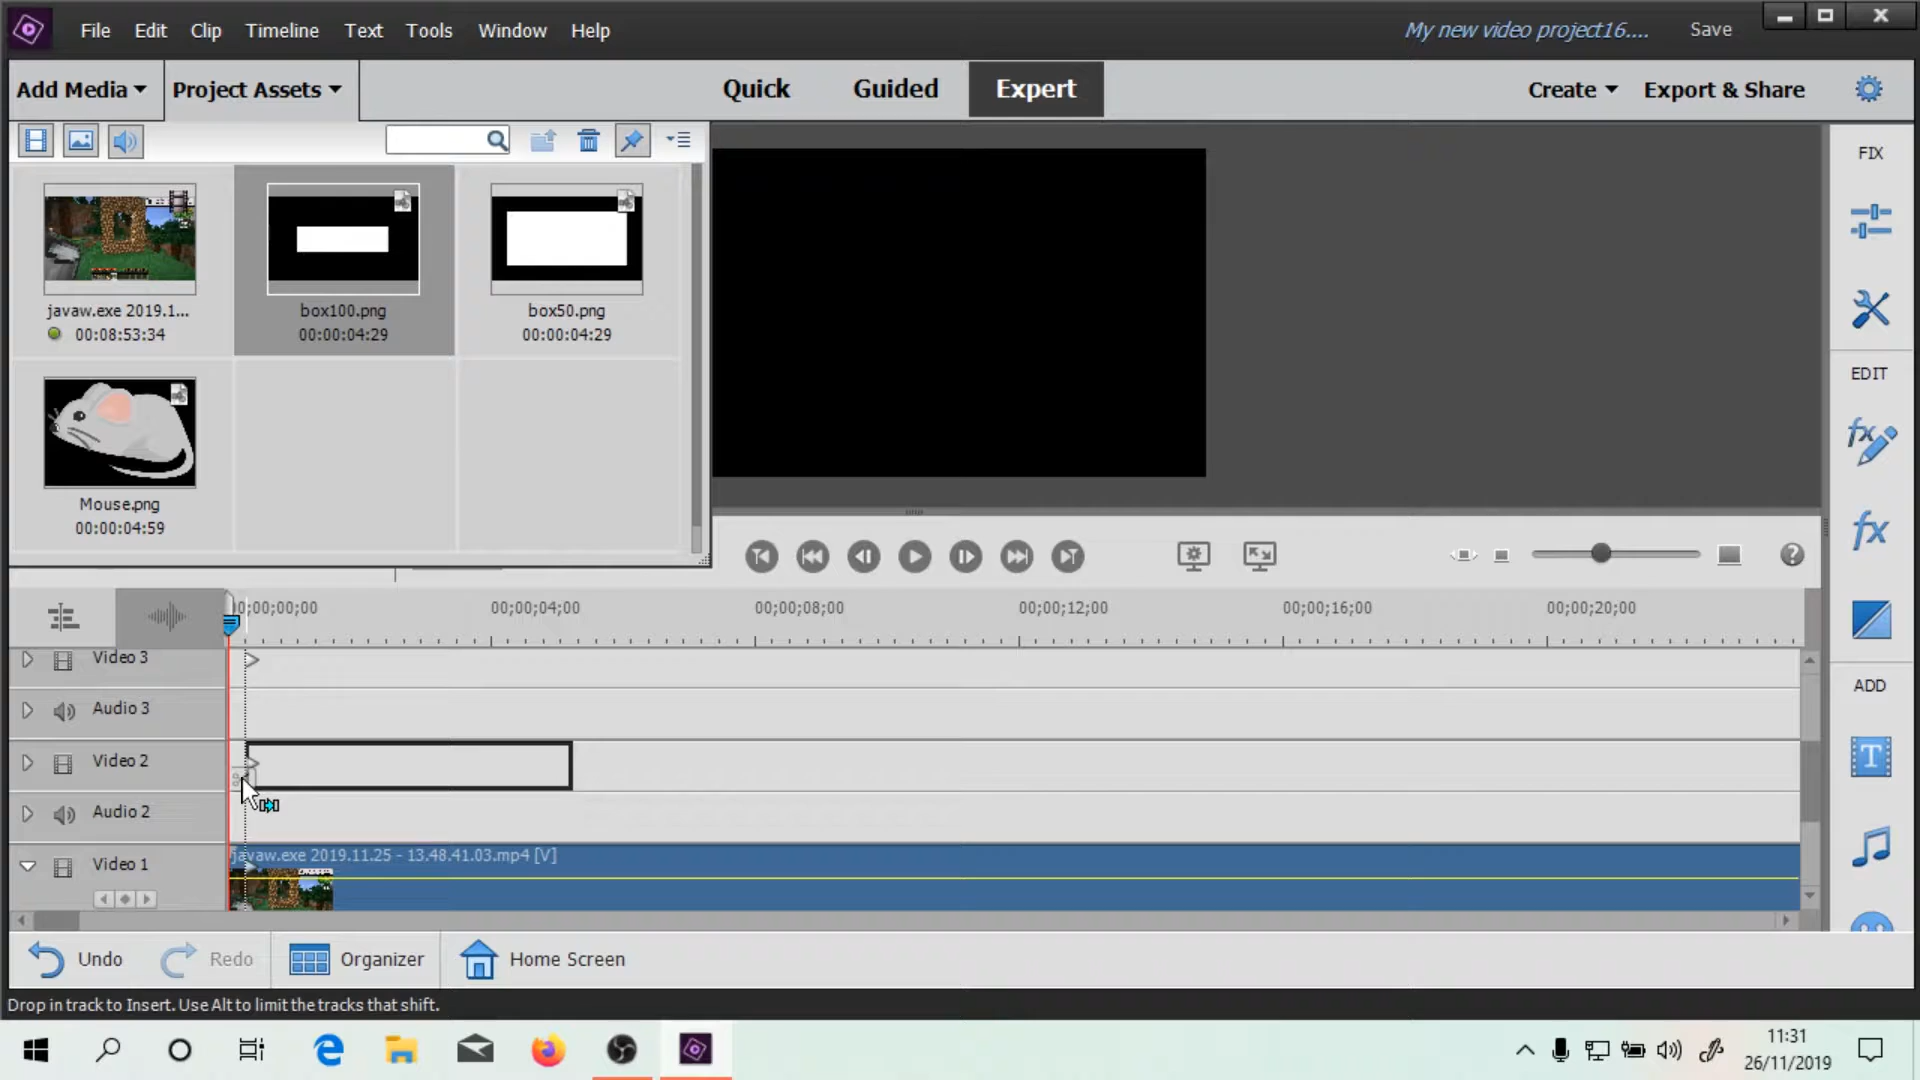 File Edit Clip Timeline Text Tools Window Help
My new video project16.... Save
Add Media Project Assets
Quick Guided Expert
Create Export & Share
FIX
javaw.exe 2019.1...
00:08:53:34
box100.png
00:00:04:29
box50.png
00:00:04:29
EDIT
Mouse.png
00:00:04:59
fx
fx
00;00;04;00 00;00;08;00 00;00;12;00 00;00;16;00 00;00;20;00
Video 3
Audio 3
ADD
Video 2
T
Audio 2
Video 1
javaw.exe 2019.11.25 - 13.48.41.03.mp4 [V]
Undo Redo Organizer Home Screen
Drop in track to Insert. Use Alt to limit the tracks that shift.
11:31
26/11/2019